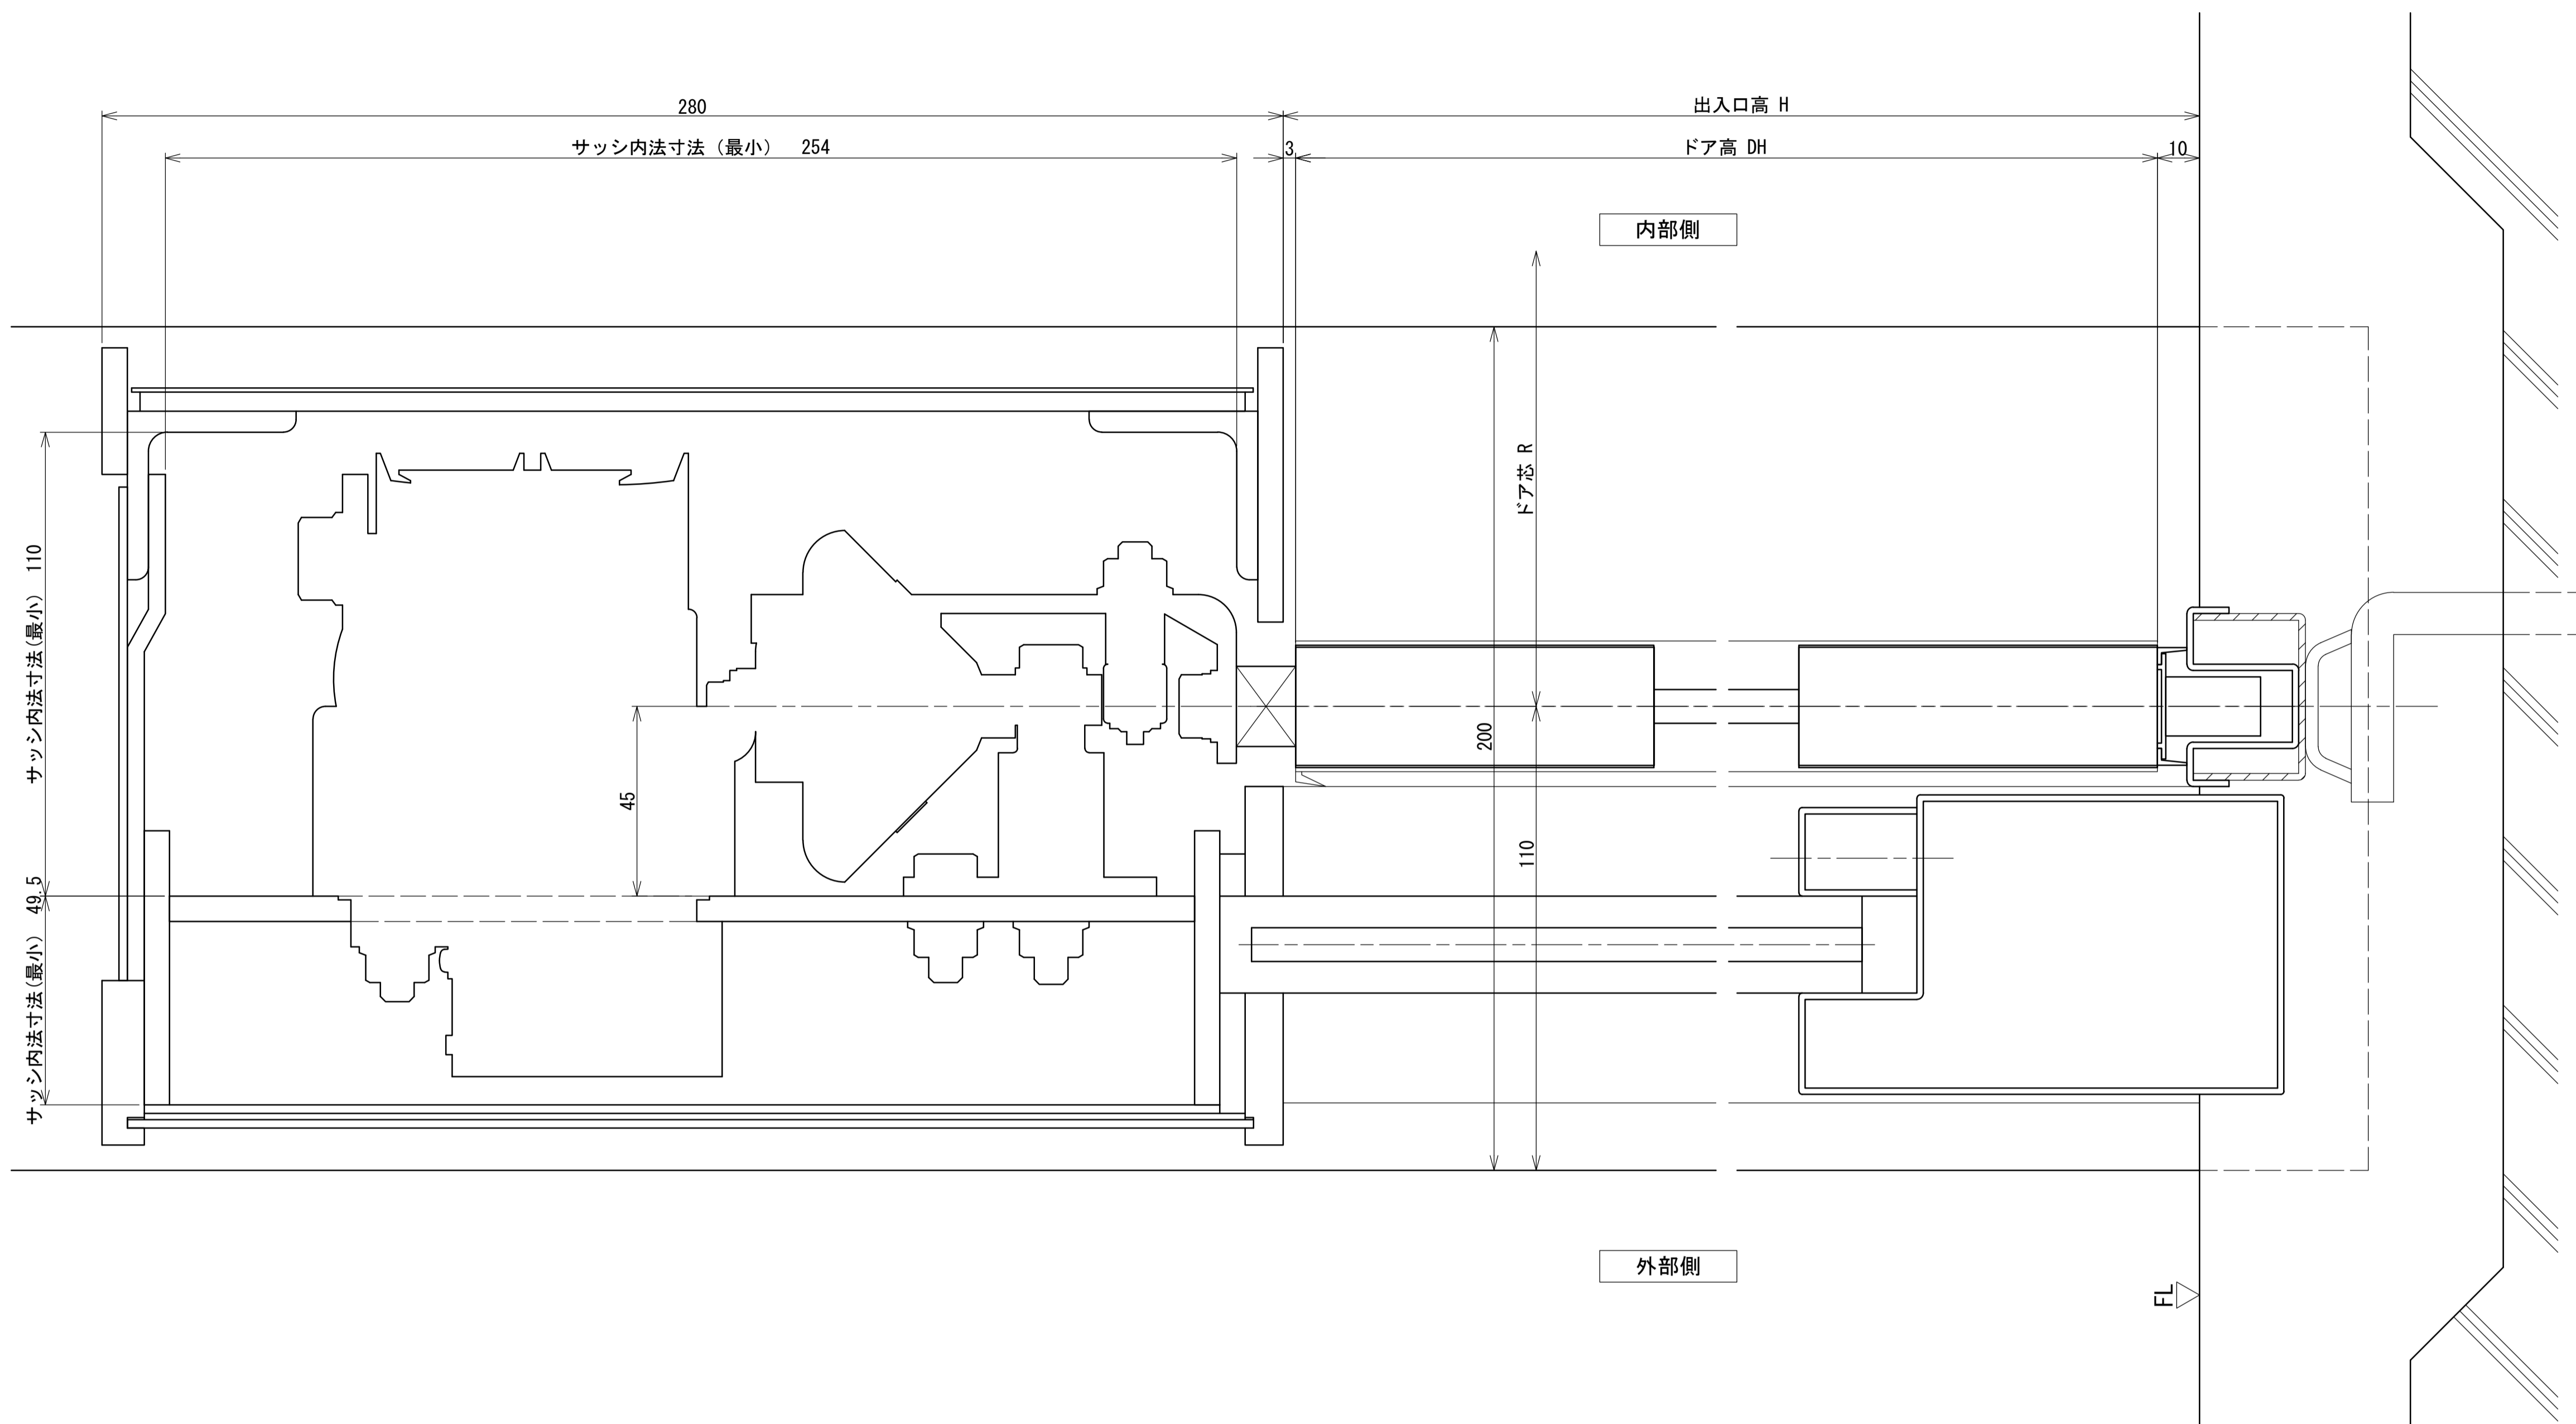 280
出入口高 H
サッシ内法寸法 (最小) 254
3
ドア高 DH
10
内部側
ドア芯 R
サッシ内法寸法(最小) 110
45
200
110
サッシ内法寸法(最小) 49.5
外部側
FL